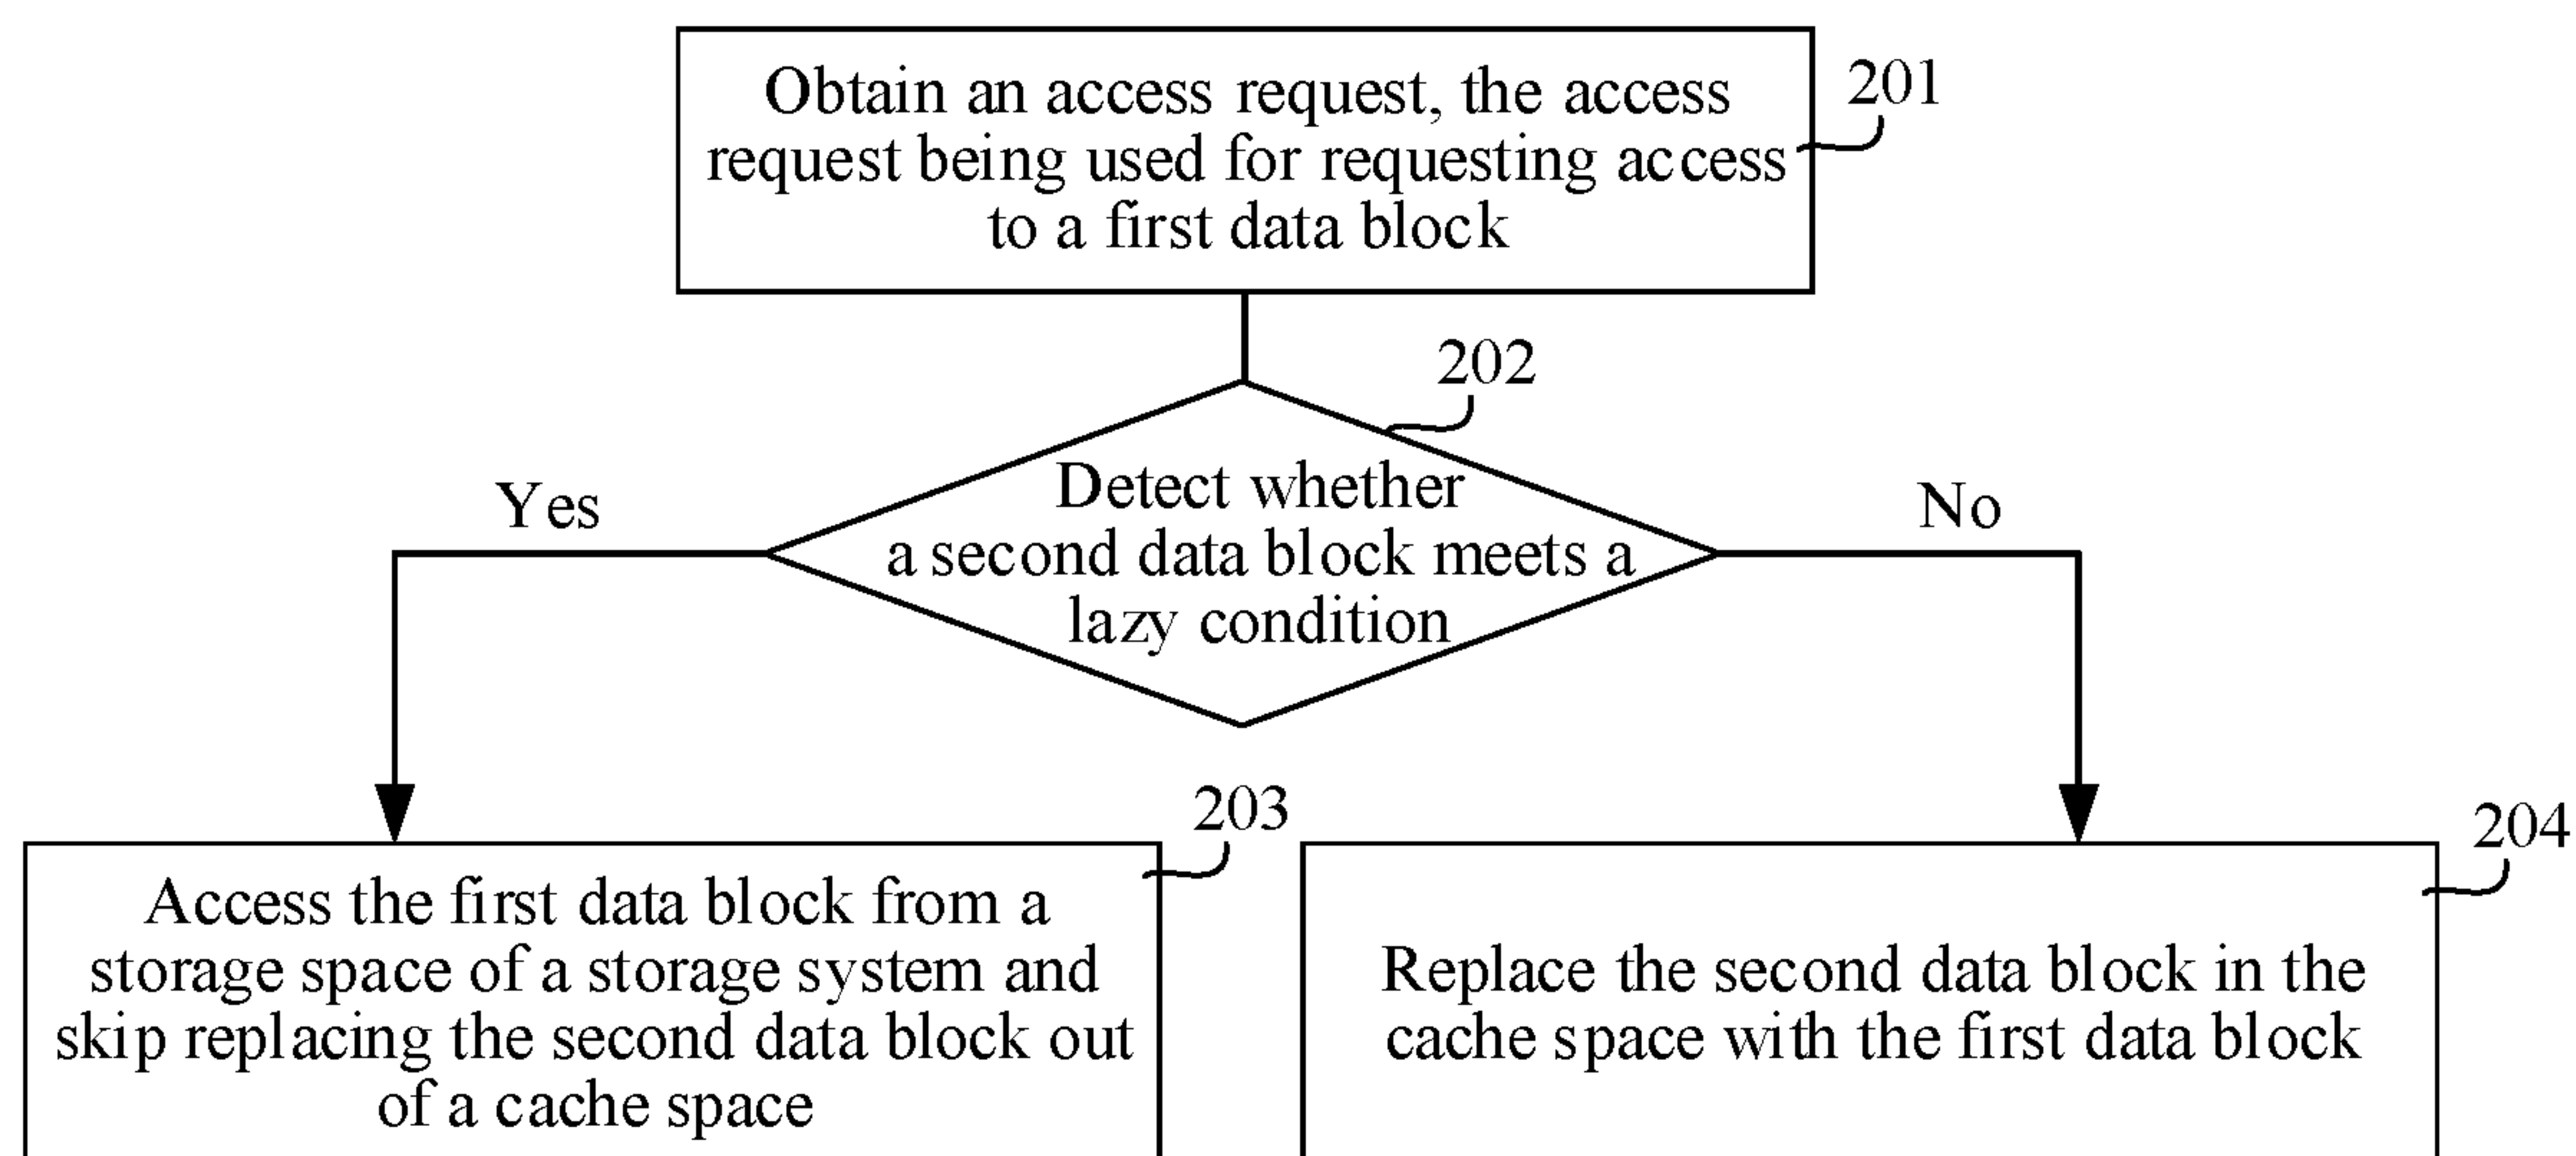 Obtain an access request, the access
request being used for requesting access
to a first data block
201
202
Detect whether
a second data block meets a
lazy condition
Yes
No
203
Access the first data block from a
storage space of a storage system and
skip replacing the second data block out
of a cache space
204
Replace the second data block in the
cache space with the first data block